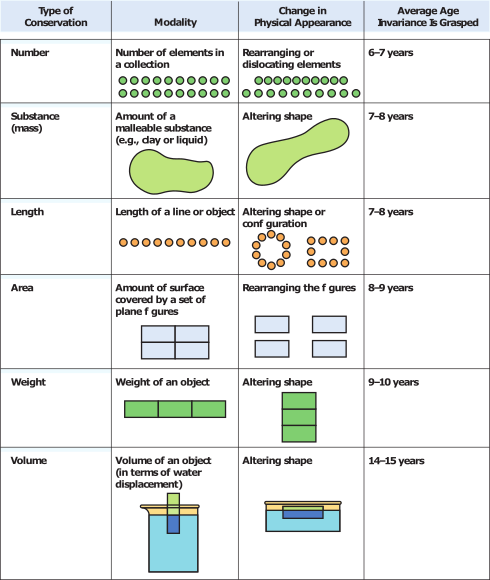 Type of
Conservation
Modality
Change in
Physical Appearance
Average Age
Invariance Is Grasped
Number
Number of elements in
a collection
Rearranging or
dislocating elements
6–7 years
Substance
(mass)
Amount of a
malleable substance
(e.g., clay or liquid)
Altering shape
7–8 years
Length
Length of a line or object
Altering shape or
conf guration
7–8 years
Area
Amount of surface
covered by a set of
plane f gures
Rearranging the f gures
8–9 years
Weight
Weight of an object
Altering shape
9–10 years
Volume
Volume of an object
(in terms of water
displacement)
Altering shape
14–15 years